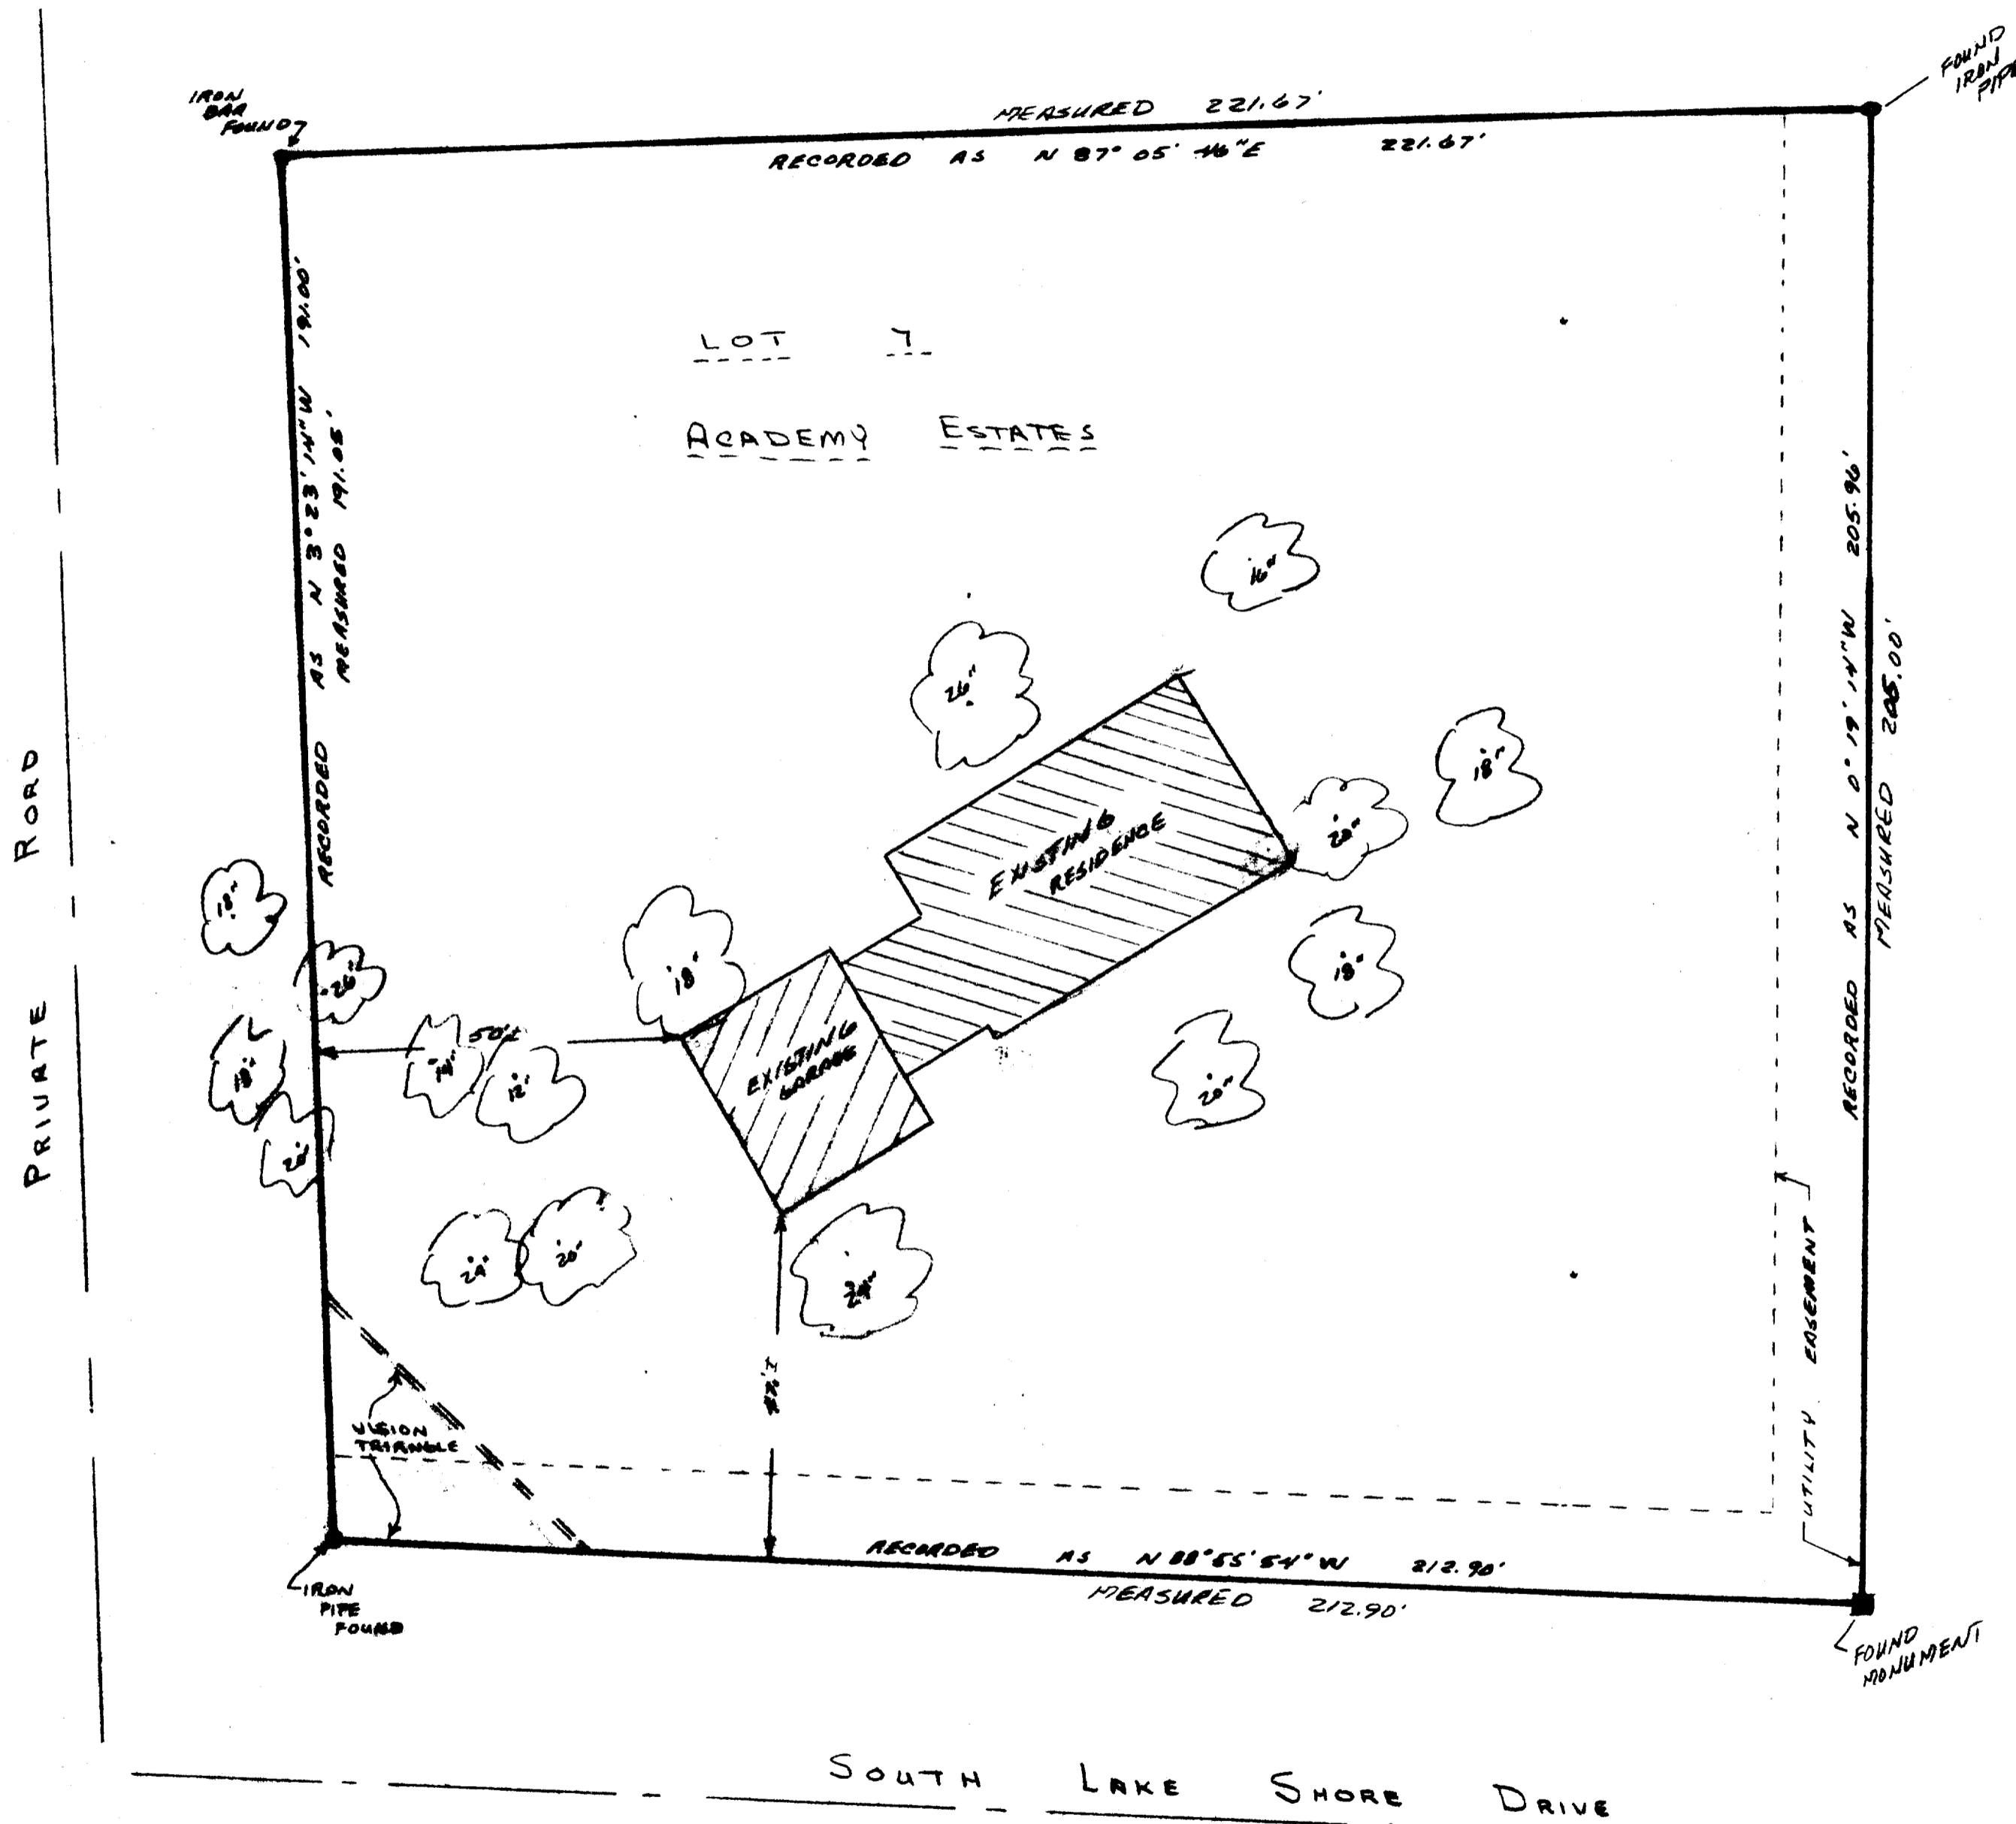 IRON
BAR
FOUND
MEASURED 221.67'
FOUND
IRON
PIPE
RECORDED AS N 87° 05' 46" E 221.67'
LOT 7
ACADEMY ESTATES
RECORDED AS N 3° 23' 14" W 191.00'
MEASURED 191.05'
RECORDED AS N 0° 19' 14" W 205.96'
MEASURED
PRIVATE ROAD
16"
26"
18"
EXISTING
RESIDENCE
20"
18"
26"
18"
18"
50'±
18"
14"
12"
EXISTING
GARAGE
20"
24"
20"
24"
UTILITY EASEMENT
VISION
TRIANGLE
RECORDED AS N 88° 55' 54" W 212.90'
MEASURED 212.90'
IRON
PIPE
FOUND
FOUND
MONUMENT
SOUTH LAKE SHORE DRIVE